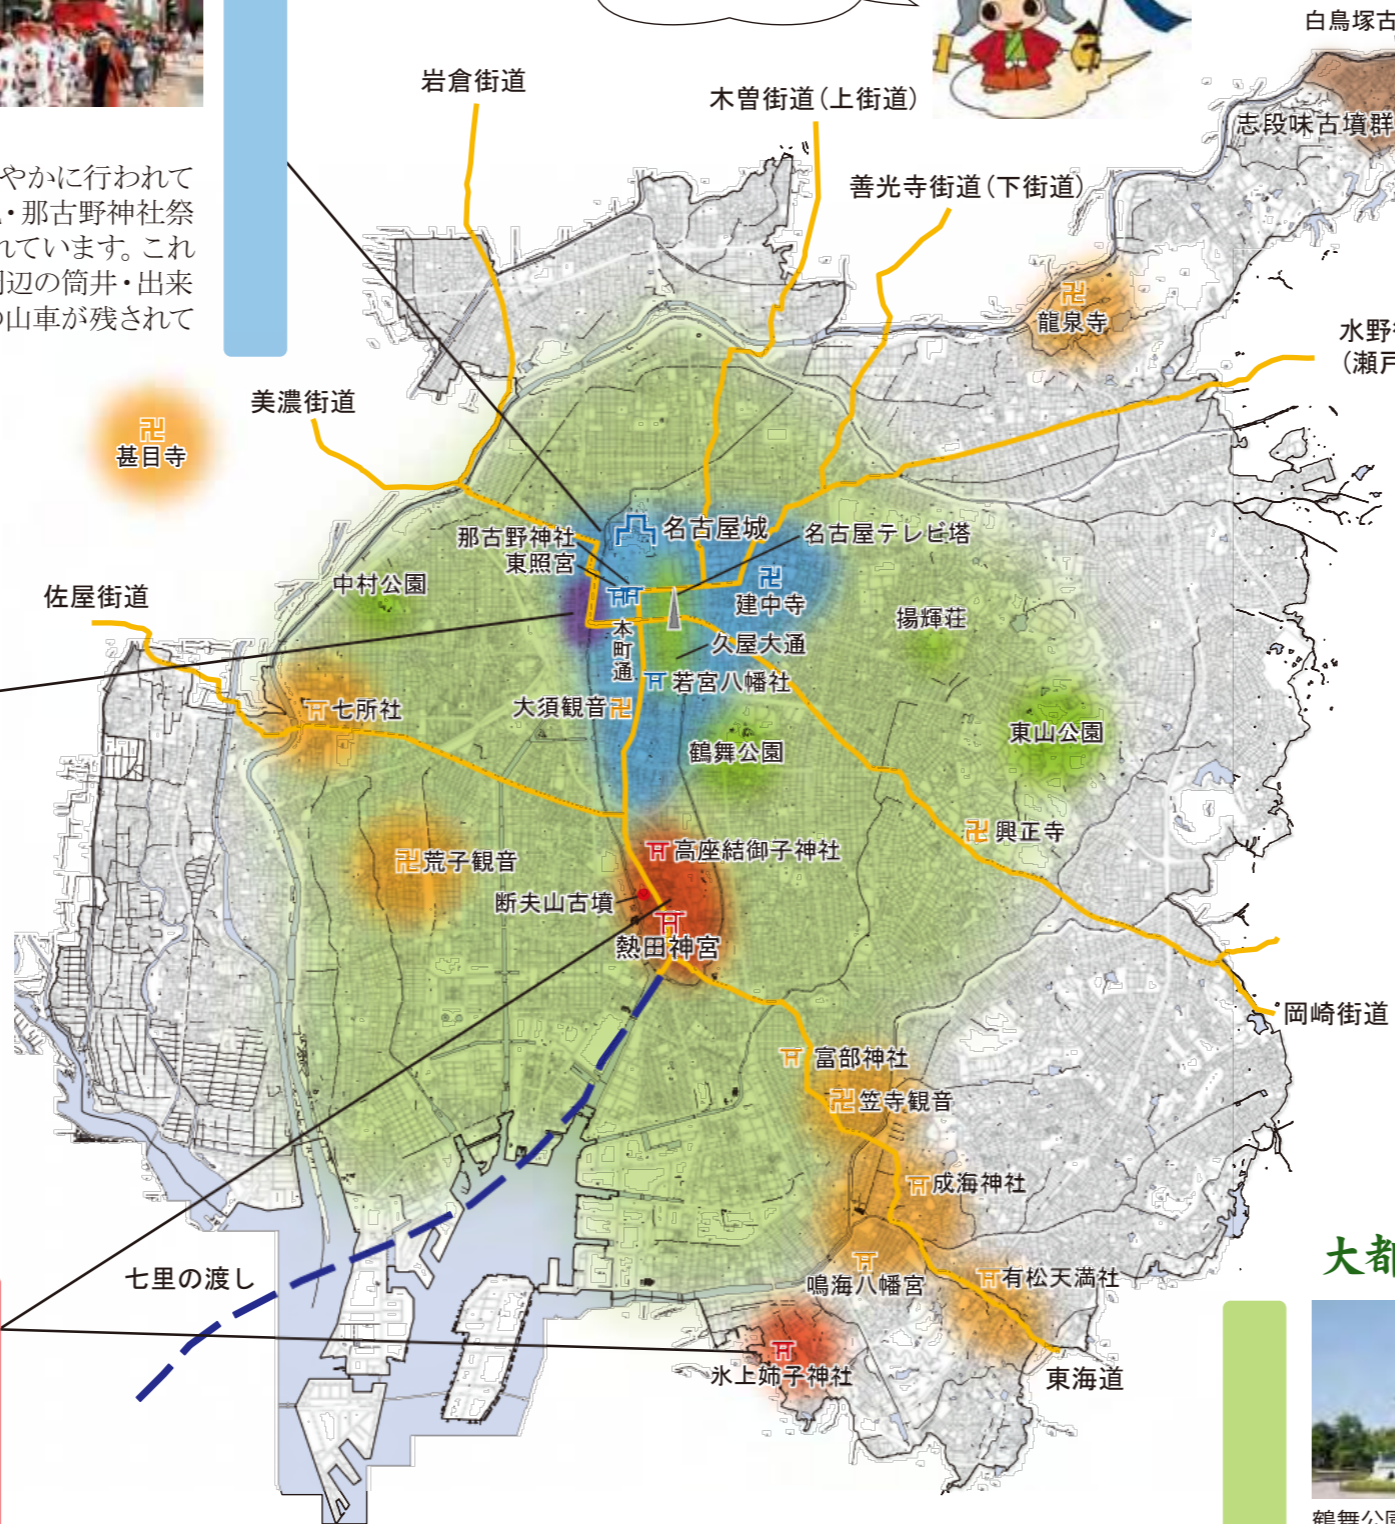 白鳥塚古
岩倉街道
木曽街道(上街道)
志段味古墳群
やかに行われて
・那古野神社祭
れています。これ
辺の筒井・出来
の山車が残されて
善光寺街道(下街道)
龍泉寺
水野
(瀬戸
美濃街道
甚目寺
名古屋城
那古野神社
東照宮
名古屋テレビ塔
中村公園
佐屋街道
建中寺
揚輝荘
本町通
久屋大通
若宮八幡社
七所社
大須観音
鶴舞公園
東山公園
興正寺
高座結御子神社
荒子観音
断夫山古墳
熱田神宮
岡崎街道
富部神社
笠寺観音
成海神社
七里の渡し
鳴海八幡宮
有松天満社
大都
氷上姉子神社
東海道
鶴舞公園